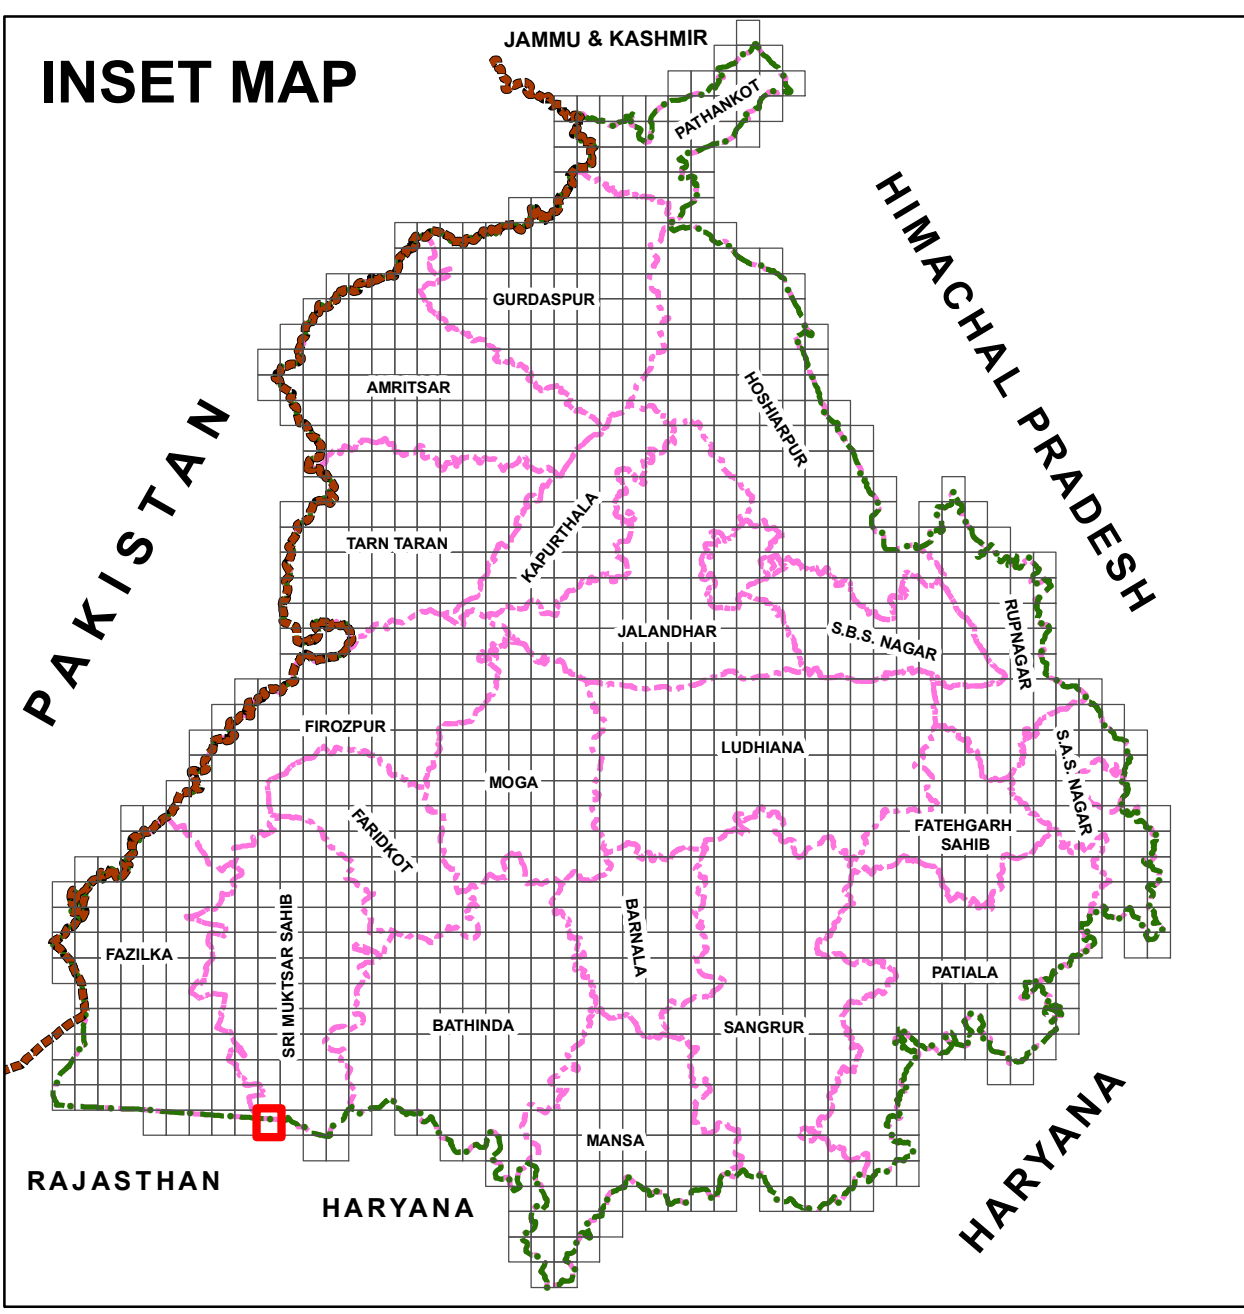 JAMMU & KASHMIR
INSET MAP
PATHANKOT
HIMACHAL PRADESH
GURDASPUR
AMRITSAR
HOSHIARPUR
PAKISTAN
KAPURTHALA
TARN TARAN
JALANDHAR
S.B.S. NAGAR
RUPNAGAR
FIROZPUR
LUDHIANA
S.A.S. NAGAR
MOGA
FARIDKOT
FATEHGARH
SAHIB
BARNALA
SRI MUKTSAR SAHIB
FAZILKA
PATIALA
BATHINDA
SANGRUR
MANSA
RAJASTHAN
HARYANA
HARYANA